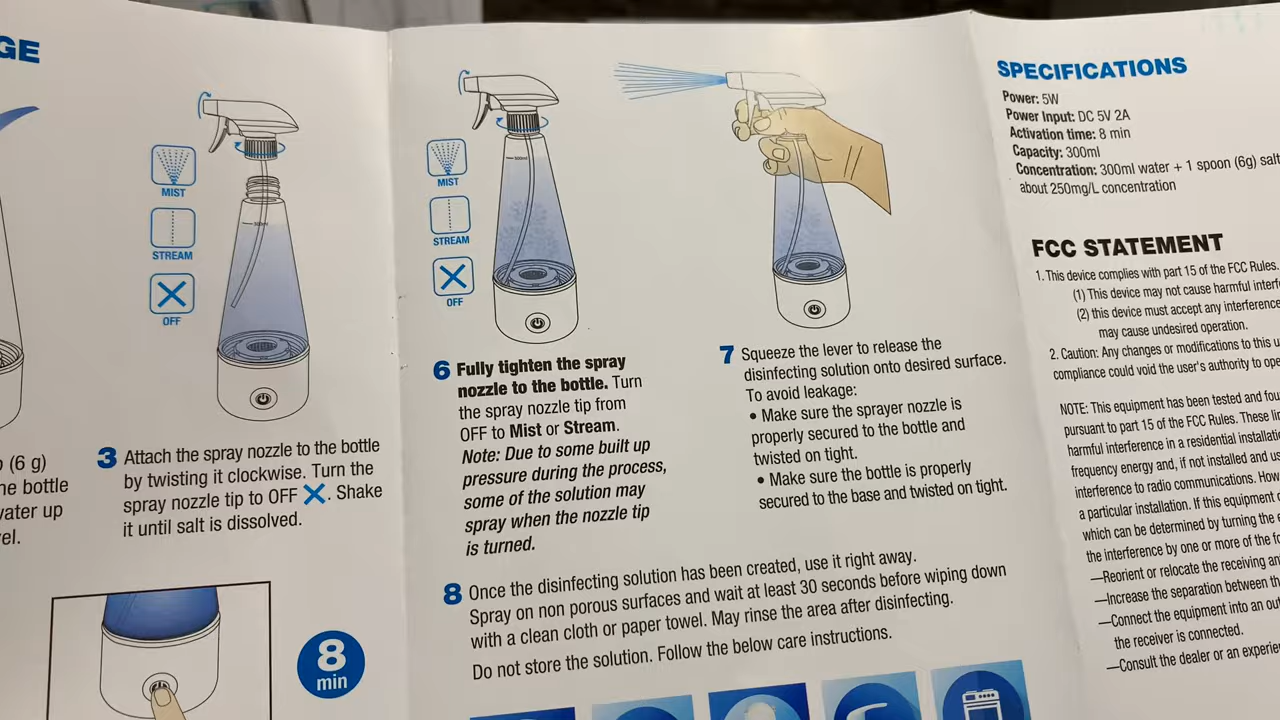 GE
MIST
STREAM
OFF
300ml
(6 g)
bottle
up
3 Attach the spray nozzle to the bottle
by twisting it clockwise. Turn the
spray nozzle tip to OFF X. Shake
it until salt is dissolved.
8
min
MIST
STREAM
OFF
300ml
6 Fully tighten the spray
nozzle to the bottle. Turn
the spray nozzle tip from
OFF to Mist or Stream.
Note: Due to some built up
pressure during the process,
some of the solution may
spray when the nozzle tip
is turned.
7 Squeeze the lever to release the
disinfecting solution onto desired surface.
To avoid leakage:
• Make sure the sprayer nozzle is
properly secured to the bottle and
twisted on tight.
• Make sure the bottle is properly
secured to the base and twisted on tight.
8 Once the disinfecting solution has been created, use it right away.
Spray on non porous surfaces and wait at least 30 seconds before wiping down
with a clean cloth or paper towel. May rinse the area after disinfecting.
Do not store the solution. Follow the below care instructions.
SPECIFICATIONS
Power: 5W
Power Input: DC 5V 2A
Activation time: 8 min
Capacity: 300ml
Concentration: 300ml water + 1 spoon (6g) salt
about 250mg/L concentration
FCC STATEMENT
1. This device complies with part 15 of the FCC Rules.
(1) This device may not cause harmful
(2) this device must accept any interference
may cause undesired operation.
2. Caution: Any changes or modifications to this
compliance could void the user's authority to
NOTE: This equipment has been tested and
pursuant to part 15 of the FCC Rules. These
harmful interference in a residential
frequency energy and, if not installed and
interference to radio communications.
a particular installation. If this equipment
which can be determined by turning the
the interference by one or more of the
—Reorient or relocate the receiving
—Increase the separation between the
—Connect the equipment into an
the receiver is connected.
—Consult the dealer or an